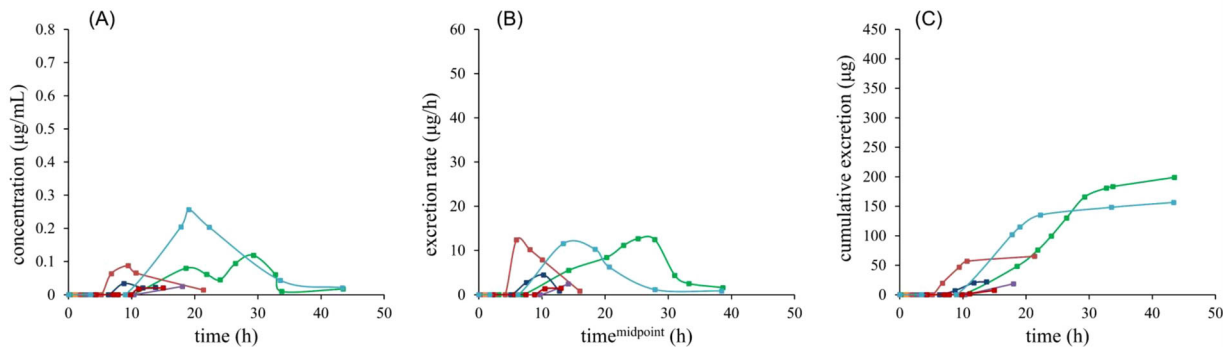 (A)
concentration (µg/mL)
0.8
0.7
0.6
0.5
0.4
0.3
0.2
0.1
0
0 10 20 30 40 50
time (h)
(B)
excretion rate (µg/h)
60
50
40
30
20
10
0
0 10 20 30 40 50
time^midpoint (h)
(C)
cumulative excretion (µg)
450
400
350
300
250
200
150
100
50
0
0 10 20 30 40 50
time (h)